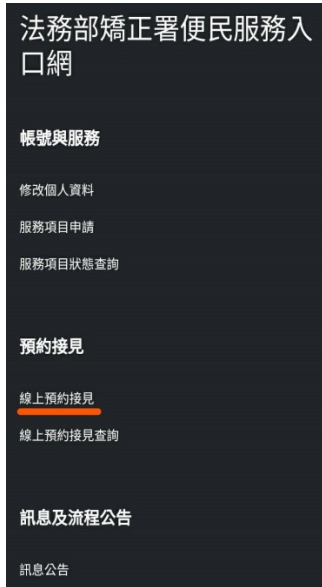 法務部矯正署便民服務入
口網
帳號與服務
修改個人資料
服務項目申請
服務項目狀態查詢
預約接見
線上預約接見
線上預約接見查詢
訊息及流程公告
訊息公告